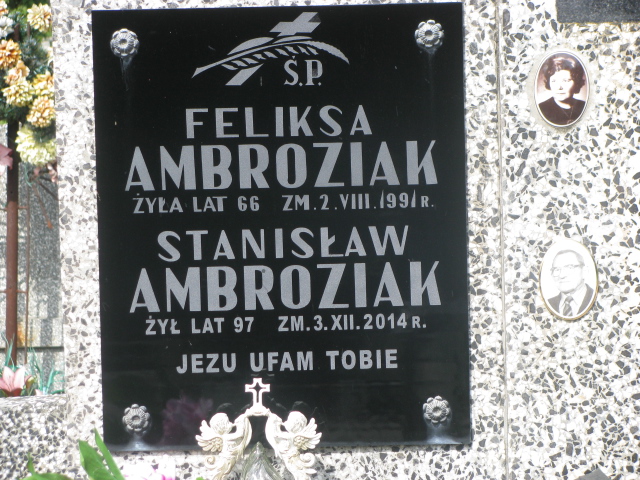 Ś.P.
FELIKSA
AMBROZIAK
ŻYŁA LAT 66 ZM. 2. VIII. 1991 R.
STANISŁAW
AMBROZIAK
ŻYŁ LAT 97 ZM. 3. XII. 2014 R.
JEZU UFAM TOBIE